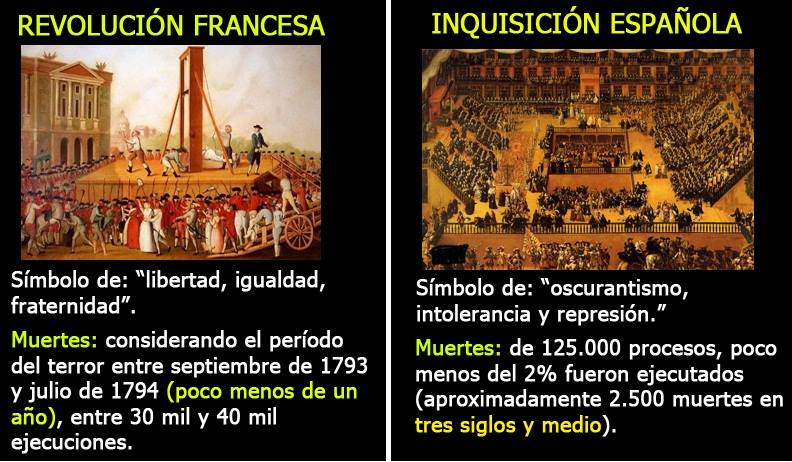 REVOLUCIÓN FRANCESA
Símbolo de: “libertad, igualdad,
fraternidad”.
Muertes: considerando el período
del terror entre septiembre de 1793
y julio de 1794 (poco menos de un
año), entre 30 mil y 40 mil
ejecuciones.
INQUISICIÓN ESPAÑOLA
Símbolo de: “oscurantismo,
intolerancia y represión.”
Muertes: de 125.000 procesos, poco
menos del 2% fueron ejecutados
(aproximadamente 2.500 muertes en
tres siglos y medio).